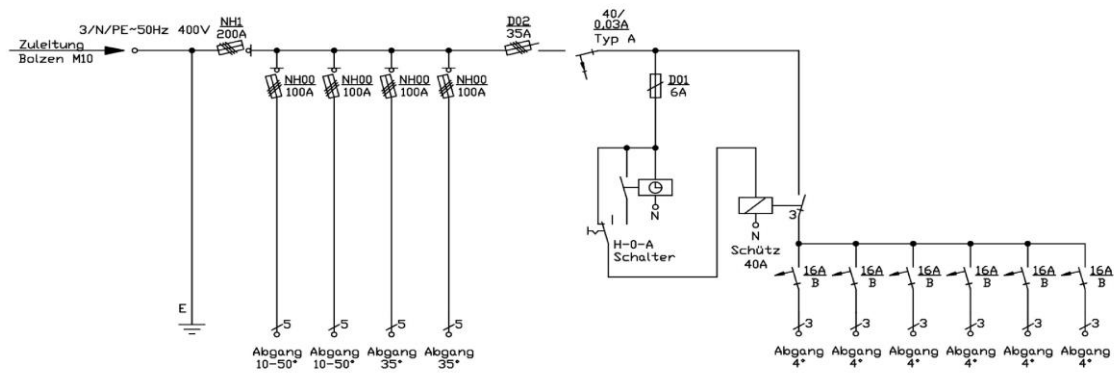 Zuleitung
Bolzen M10
3/N/PE~50Hz 400V
NH1
200A
D02
35A
40/
0,03A
Typ A
NH00
100A
NH00
100A
NH00
100A
NH00
100A
D01
6A
N
H-0-A
Schalter
N
Schütz
40A
3
16A
B
16A
B
16A
B
16A
B
16A
B
16A
B
E
5
5
5
5
3
3
3
3
3
3
Abgang
10-50°
Abgang
10-50°
Abgang
35°
Abgang
35°
Abgang
4°
Abgang
4°
Abgang
4°
Abgang
4°
Abgang
4°
Abgang
4°